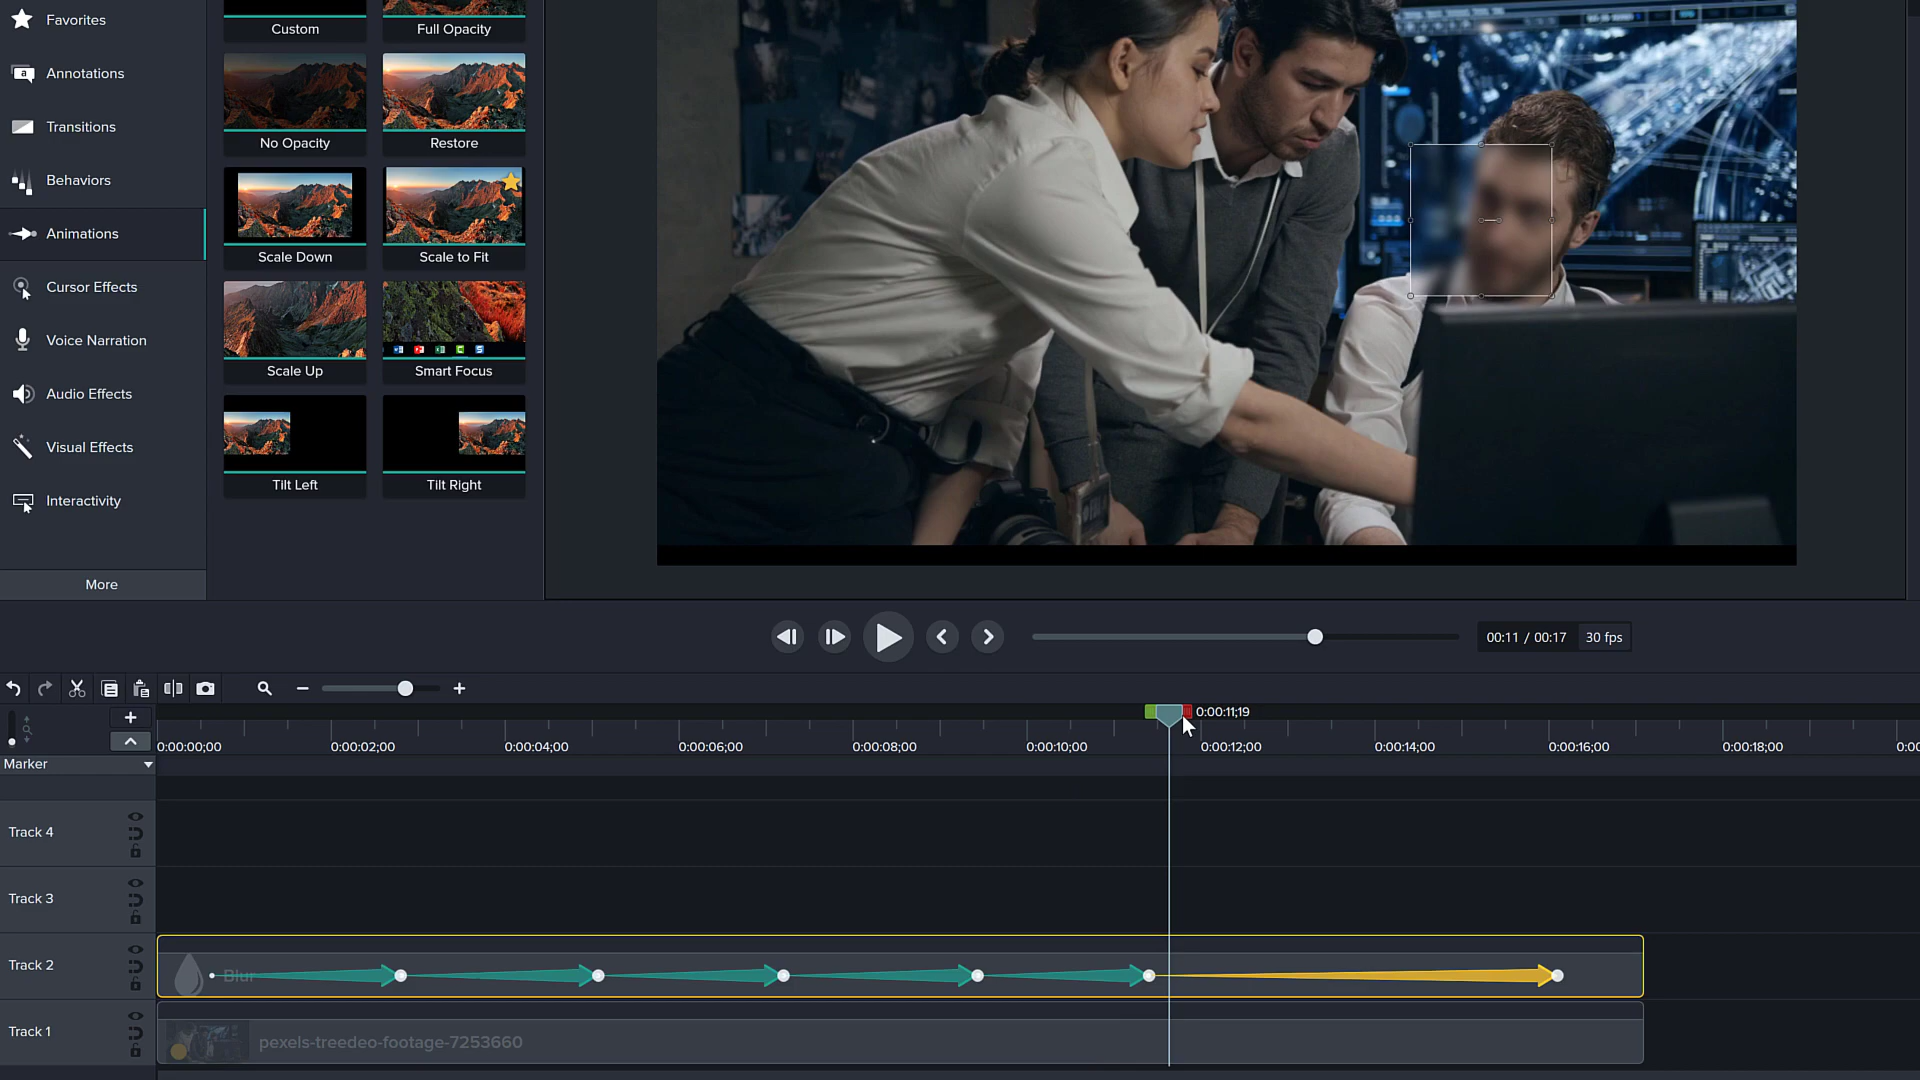 Favorites
Annotations
Transitions
Behaviors
Animations
Cursor Effects
Voice Narration
Audio Effects
Visual Effects
Interactivity
More
Custom
Full Opacity
No Opacity
Restore
Scale Down
Scale to Fit
Scale Up
Smart Focus
Tilt Left
Tilt Right
00:11 / 00:17
30 fps
0:00:11;19
0:00:00;00
0:00:02;00
0:00:04;00
0:00:06;00
0:00:08;00
0:00:10;00
0:00:12;00
0:00:14;00
0:00:16;00
0:00:18;00
0:00
Marker
Track 4
Track 3
Track 2
Blur
Track 1
pexels-treedeo-footage-7253660